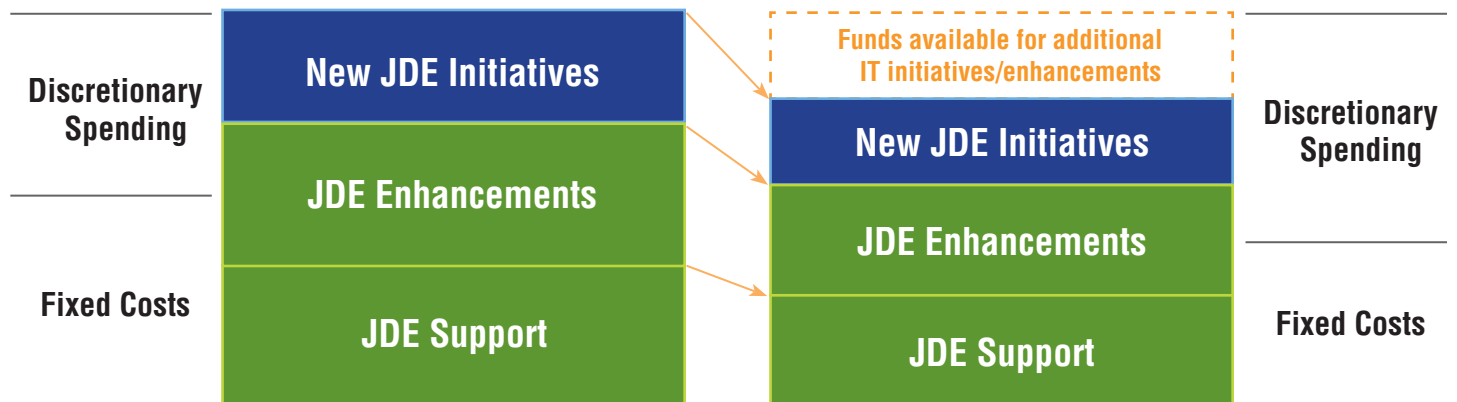 Discretionary
Spending
Fixed Costs
New JDE Initiatives
JDE Enhancements
JDE Support
Funds available for additional
IT initiatives/enhancements
New JDE Initiatives
JDE Enhancements
JDE Support
Discretionary
Spending
Fixed Costs